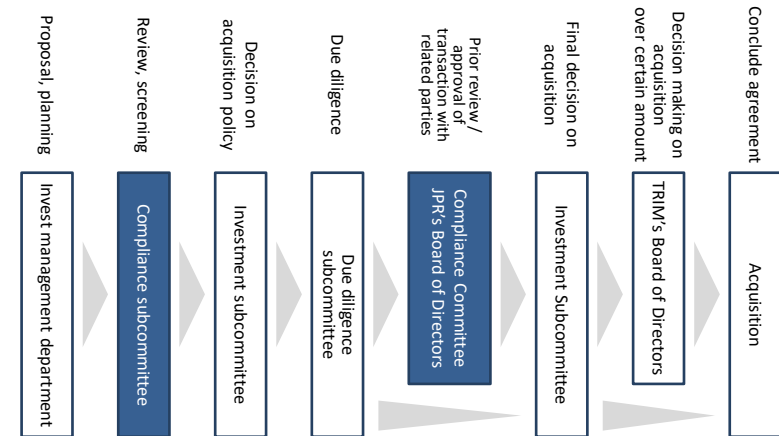 Proposal, planning
Invest management department
Review, screening
Compliance subcommittee
Decision on
acquisition policy
Investment subcommittee
Due diligence
Due diligence
subcommittee
Prior review /
approval of
transaction with
related parties
Compliance Committee
JPR's Board of Directors
Final decision on
acquisition
Investment Subcommittee
Decision making on
acquisition
over certain amount
TRIM's Board of Directors
Conclude agreement
Acquisition